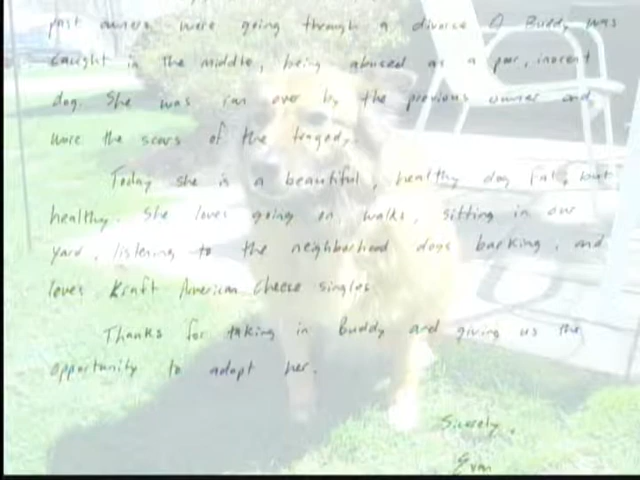 past owners were going through a divorce & Buddy was
caught in the middle, being abused as a poor, inocent
dog. She was ran over by the previous owner and
wore the scars of the tragedy.
Today she is a beautiful, healthy dog fat, but
healthy. She loves going on walks, sitting in our
yard, listening to the neighborhood dogs barking, and
loves Kraft American Cheese singles
Thanks for taking in Buddy and giving us the
opportunity to adopt her.
Sincerely,
Evan